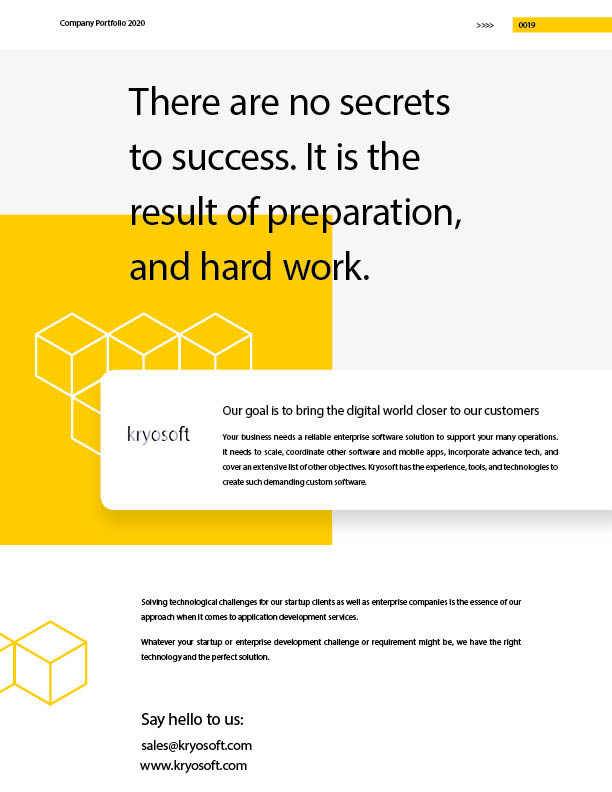 Company Portfolio 2020
>>>> 0019
There are no secrets
to success. It is the
result of preparation,
and hard work.
kryosoft
Our goal is to bring the digital world closer to our customers
Your business needs a reliable enterprise software solution to support your many operations.
It needs to scale, coordinate other software and mobile apps, incorporate advance tech, and
cover an extensive list of other objectives. Kryosoft has the experience, tools, and technologies to
create such demanding custom software.
Solving technological challenges for our startup clients as well as enterprise companies is the essence of our
approach when it comes to application development services.
Whatever your startup or enterprise development challenge or requirement might be, we have the right
technology and the perfect solution.
Say hello to us:
sales@kryosoft.com
www.kryosoft.com